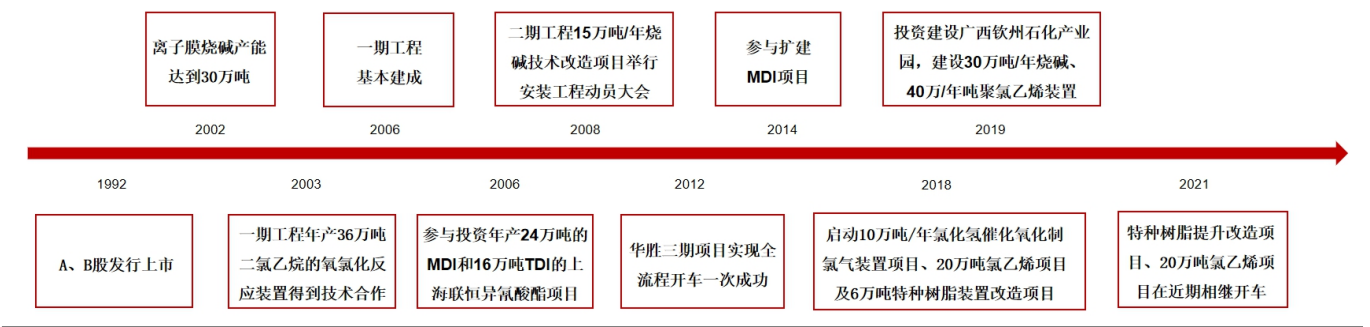 离子膜烧碱产能
达到30万吨
一期工程
基本建成
二期工程15万吨/年烧
碱技术改造项目举行
安装工程动员大会
参与扩建
MDI项目
投资建设广西钦州石化产业
园，建设30万吨/年烧碱、
40万/年吨聚氯乙烯装置
2002
2006
2008
2014
2019
1992
2003
2006
2012
2018
2021
A、B股发行上市
一期工程年产36万吨
二氯乙烷的氧氯化反
应装置得到技术合作
参与投资年产24万吨的
MDI和16万吨TDI的上
海联恒异氰酸酯项目
华胜三期项目实现全
流程开车一次成功
启动10万吨/年氯化氢催化氧化制
氯气装置项目、20万吨氯乙烯项目
及6万吨特种树脂装置改造项目
特种树脂提升改造项
目、20万吨氯乙烯项
目在近期相继开车